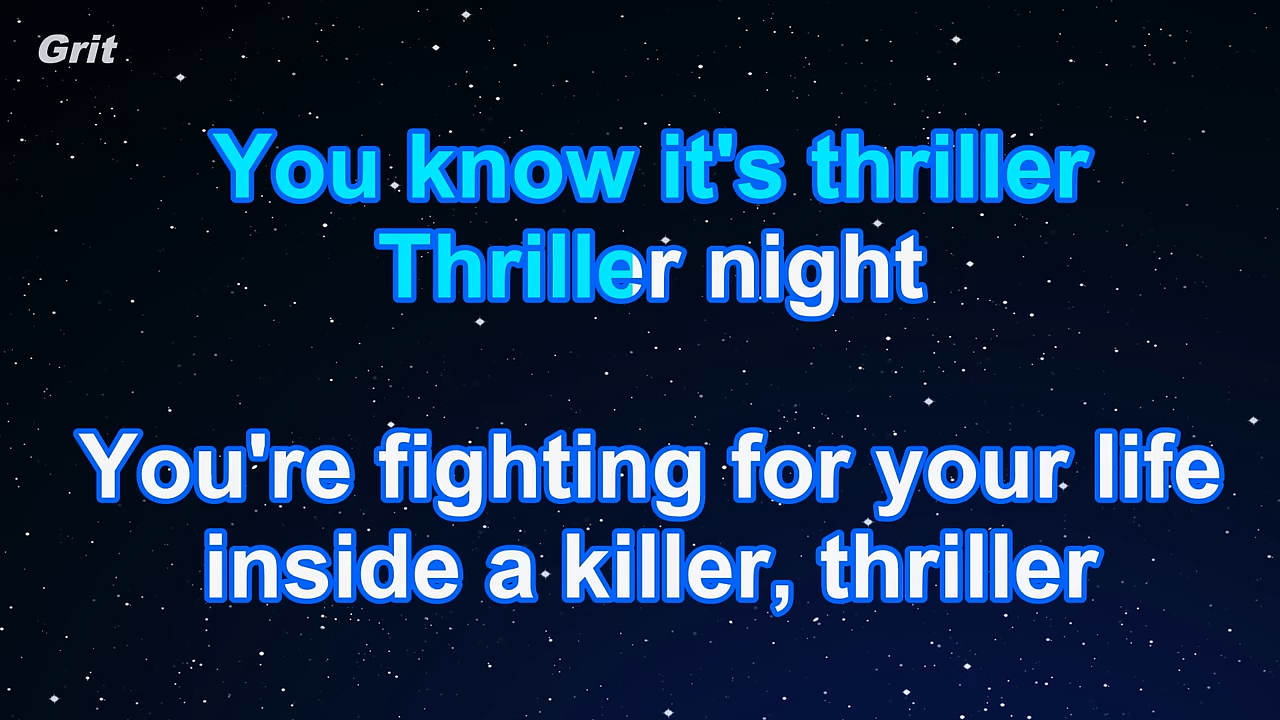 Grit
You know it's thriller
Thriller night
You're fighting for your life
inside a killer, thriller